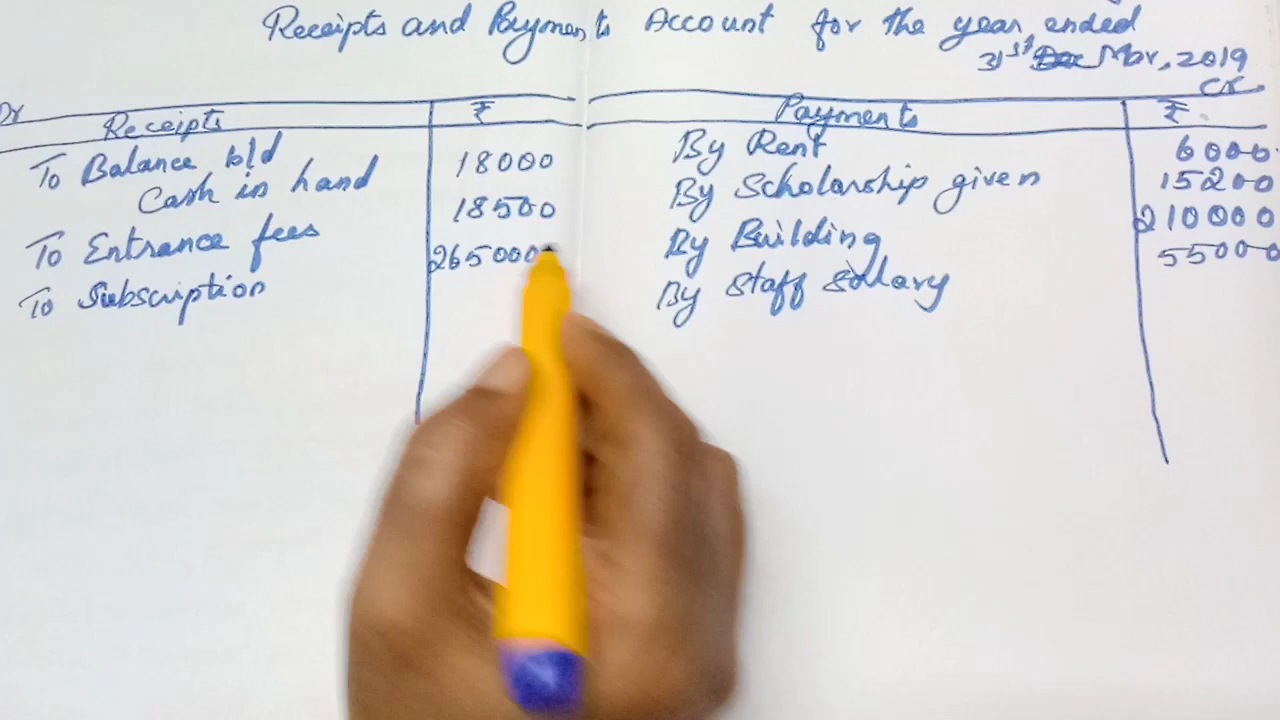 Receipts and Payments Account for the year ended
31st Mar, 2019
Dr
Cr
Receipts ₹
To Balance b/d
Cash in hand 18000
To Entrance fees 18500
To Subscription 265000
Payments ₹
By Rent 6000
By Scholarship given 15200
By Building 210000
By Staff Salary 55000